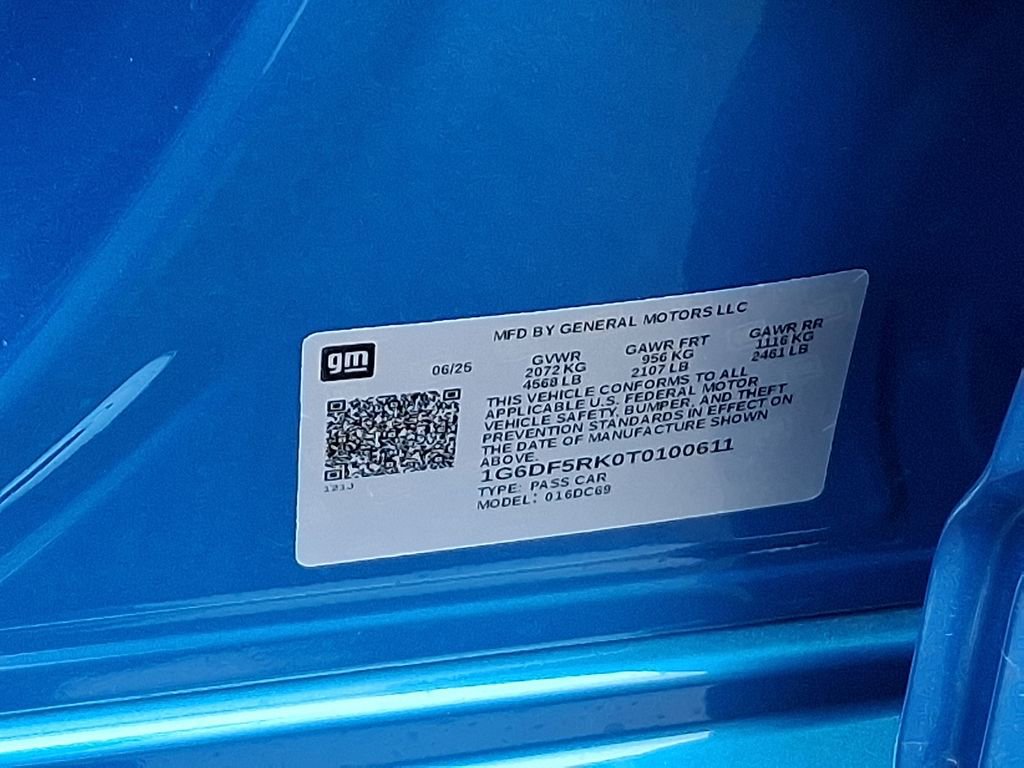 MFD BY GENERAL MOTORS LLC
gm
06/25
GVWR
2072 KG
4568 LB
GAWR FRT
956 KG
2107 LB
GAWR RR
1116 KG
2461 LB
THIS VEHICLE CONFORMS TO ALL
APPLICABLE U.S. FEDERAL MOTOR
VEHICLE SAFETY, BUMPER, AND THEFT
PREVENTION STANDARDS IN EFFECT ON
THE DATE OF MANUFACTURE SHOWN
ABOVE.
1G6DF5RK0T0100611
TYPE: PASS CAR
MODEL: 016DC69
121J